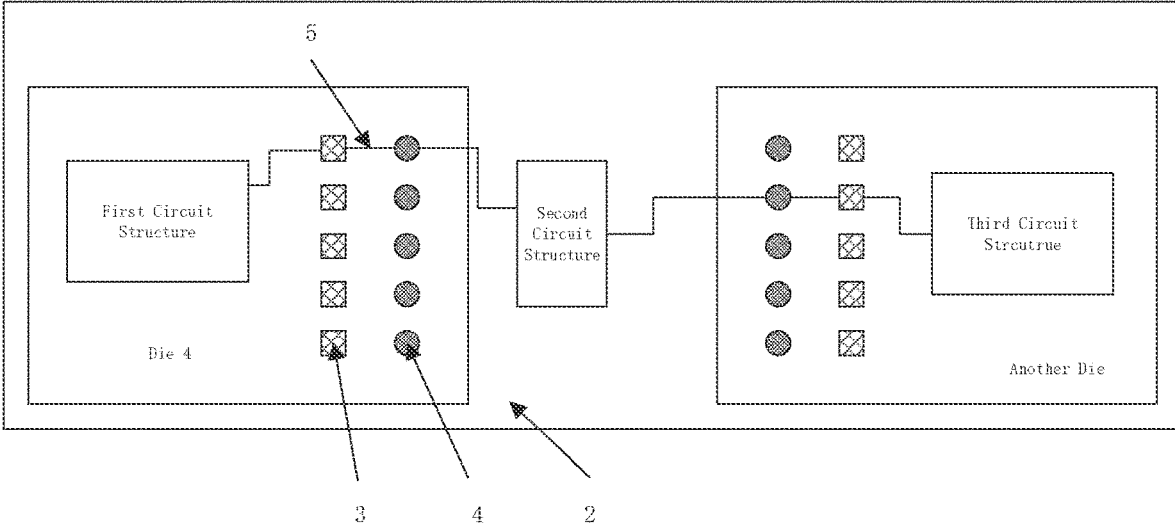 5
First Circuit
Structure
Second
Circuit
Structure
Third Circuit
Strcutrue
Die 4
Another Die
3
4
2